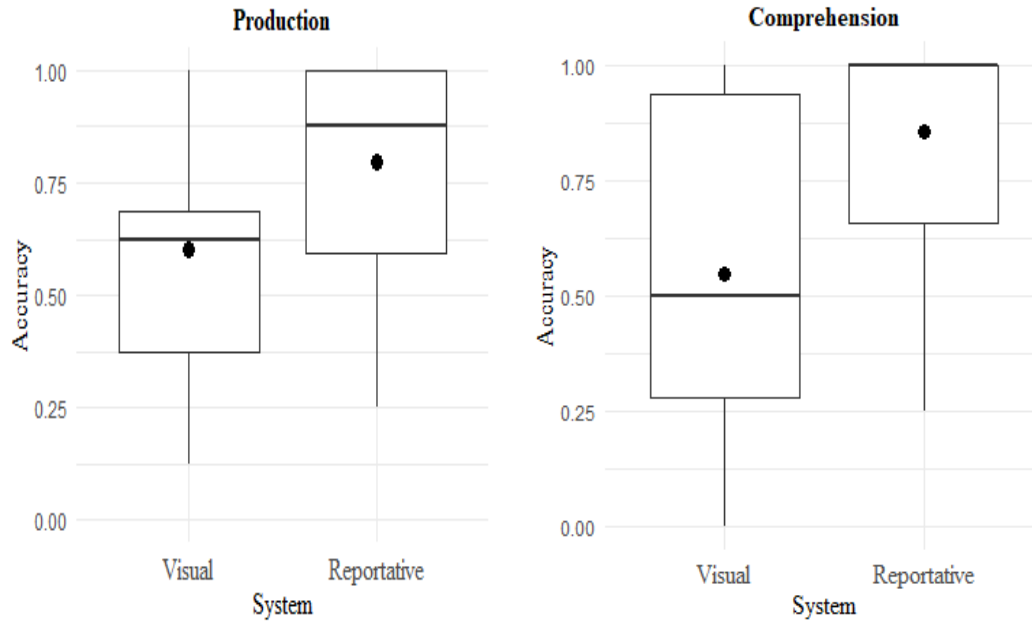 Production
Accuracy
1.00
0.75
0.50
0.25
0.00
Visual Reportative
System
Comprehension
Accuracy
1.00
0.75
0.50
0.25
0.00
Visual Reportative
System